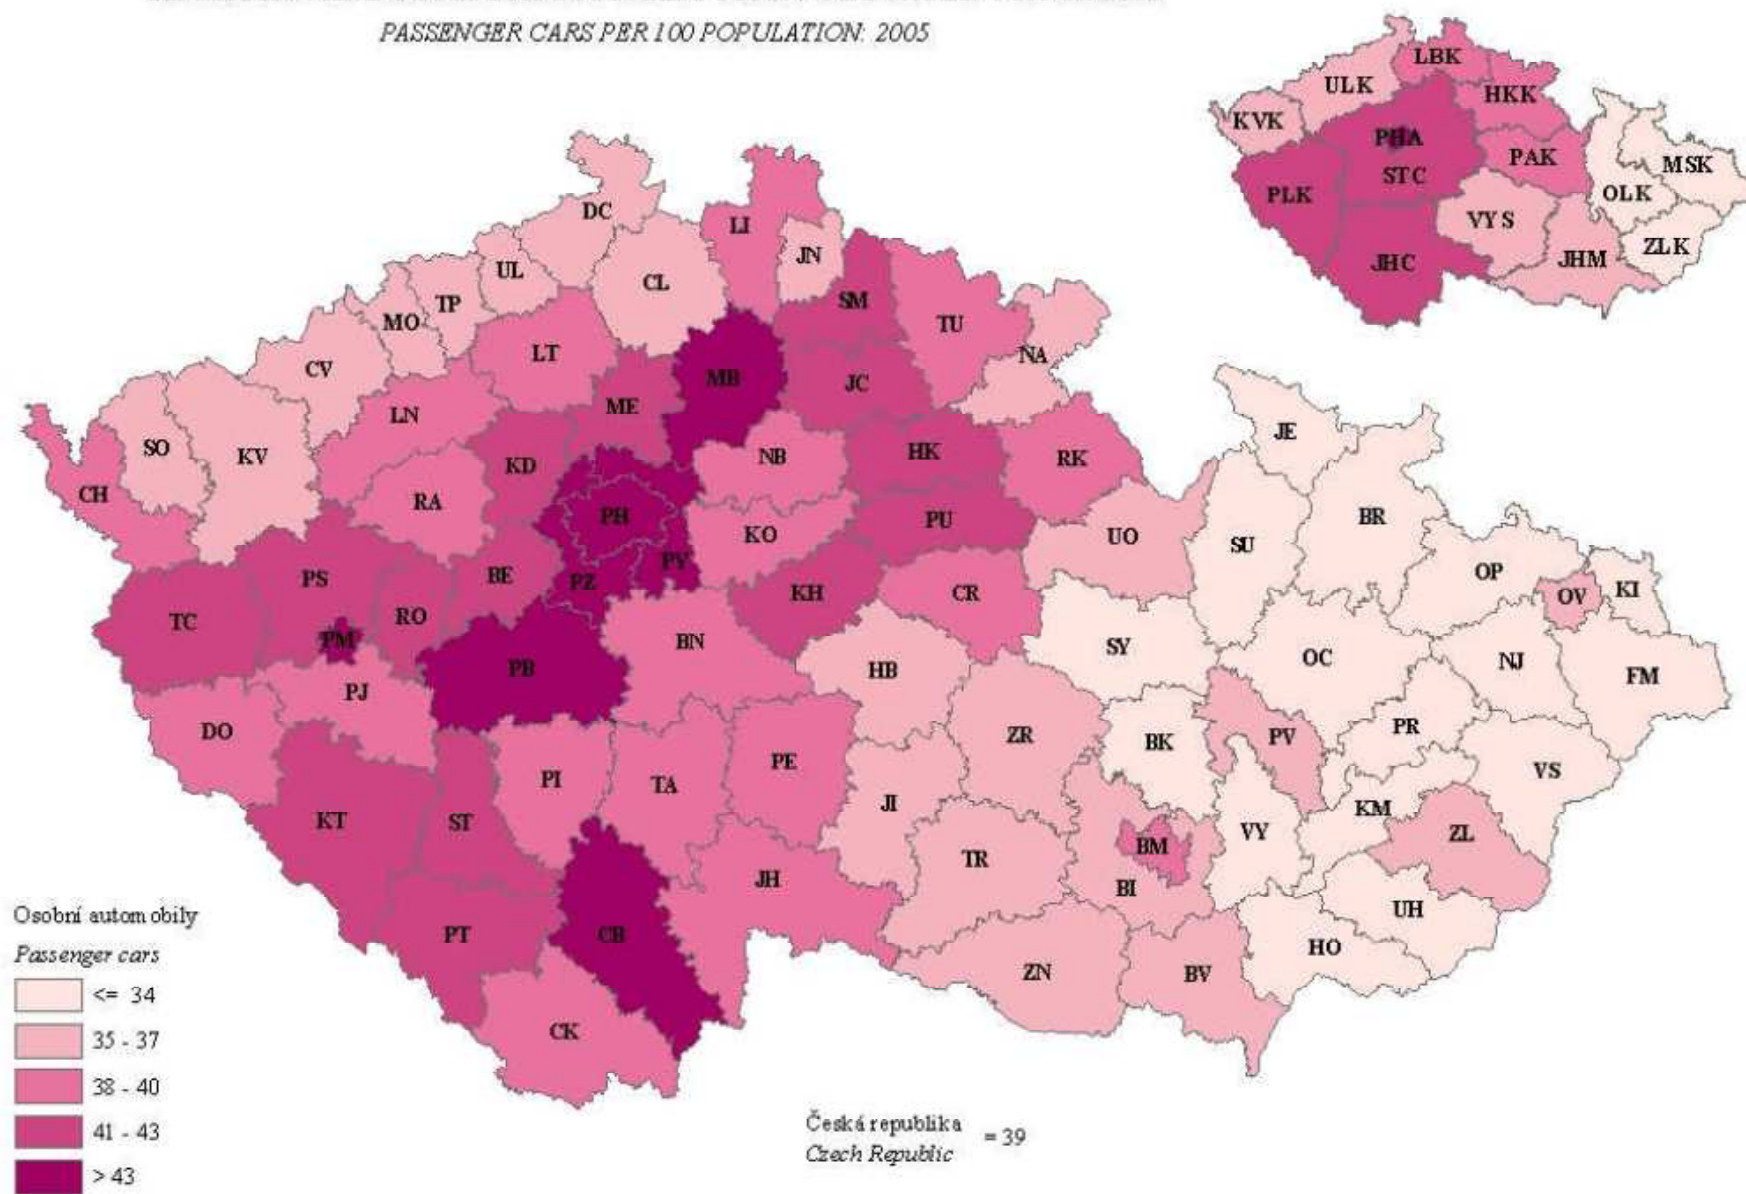 PASSENGER CARS PER 100 POPULATION: 2005
LBK
ULK
HKK
KVK
PHA
PAK
MSK
STC
PLK
OLK
VYS
ZLK
JHM
JHC
DC
LI
JN
UL
CL
TP
SM
MO
TU
LT
NA
CV
MB
JC
ME
LN
JE
SO
KV
KD
NB
HK
RK
CH
RA
PH
PU
BR
KO
UO
SU
PY
OP
PS
BE
PZ
KH
CR
OV
KI
TC
RO
PM
BN
SY
OC
NJ
FM
PB
HB
PJ
DO
ZR
BK
PV
PR
PE
VS
PI
TA
JI
KT
ST
KM
VY
ZL
BM
TR
JH
BI
UH
PT
CB
HO
ZN
BV
CK
Osobní automobily
Passenger cars
<= 34
35 - 37
38 - 40
41 - 43
> 43
Česká republika
= 39
Czech Republic